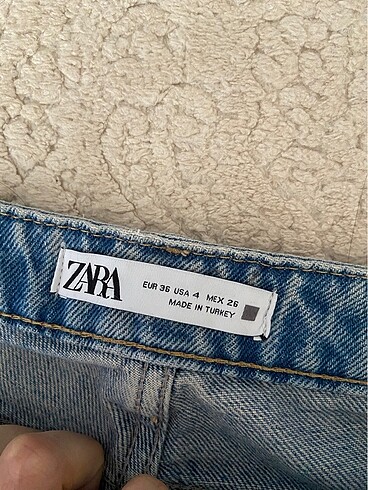 ZARA
EUR 36 USA 4 MEX 26
MADE IN TURKEY